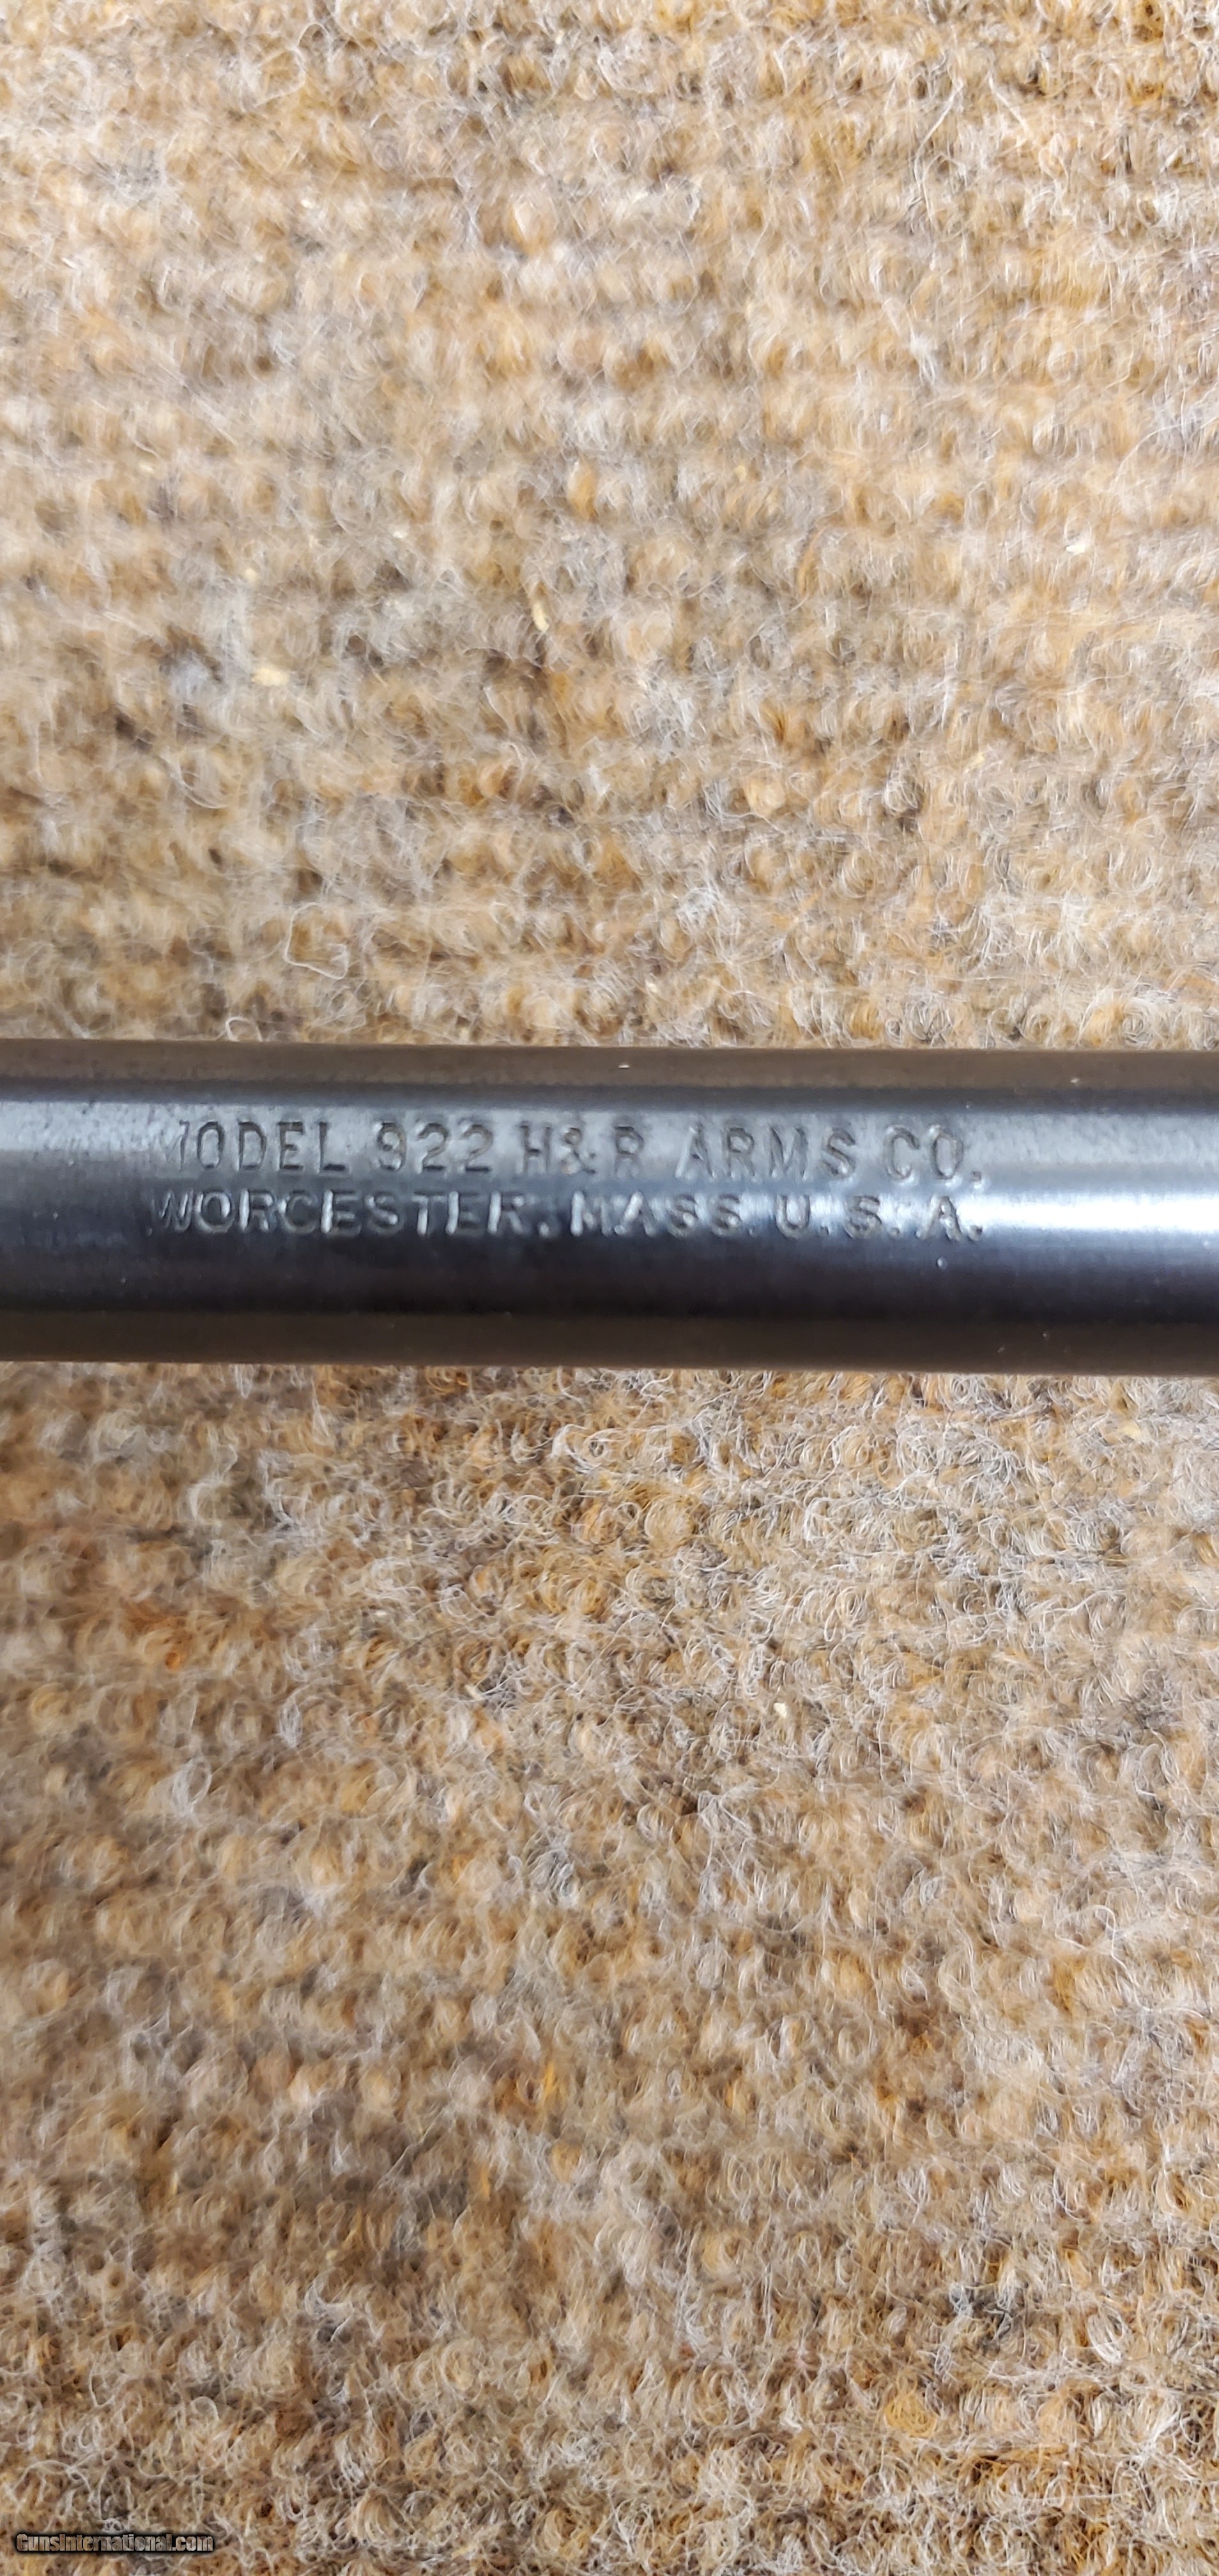 MODEL 922 H&R ARMS CO.
WORCESTER, MASS. U.S.A.
GunsInternational.com